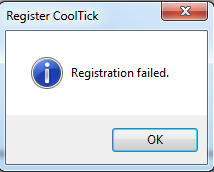 Register CoolTick
Registration failed.
OK